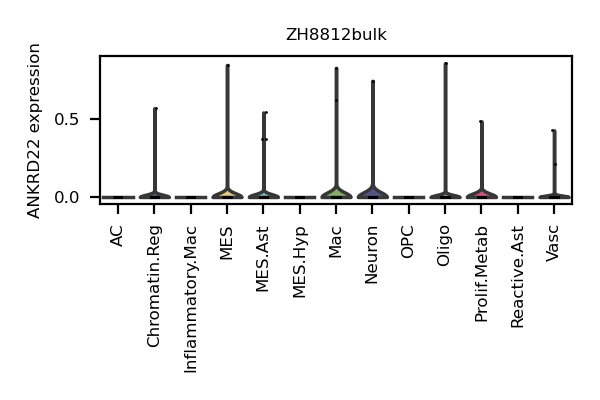 ZH8812bulk
ANKRD22 expression
0.5
0.0
AC
Chromatin.Reg
Inflammatory.Mac
MES
MES.Ast
MES.Hyp
Mac
Neuron
OPC
Oligo
Prolif.Metab
Reactive.Ast
Vasc